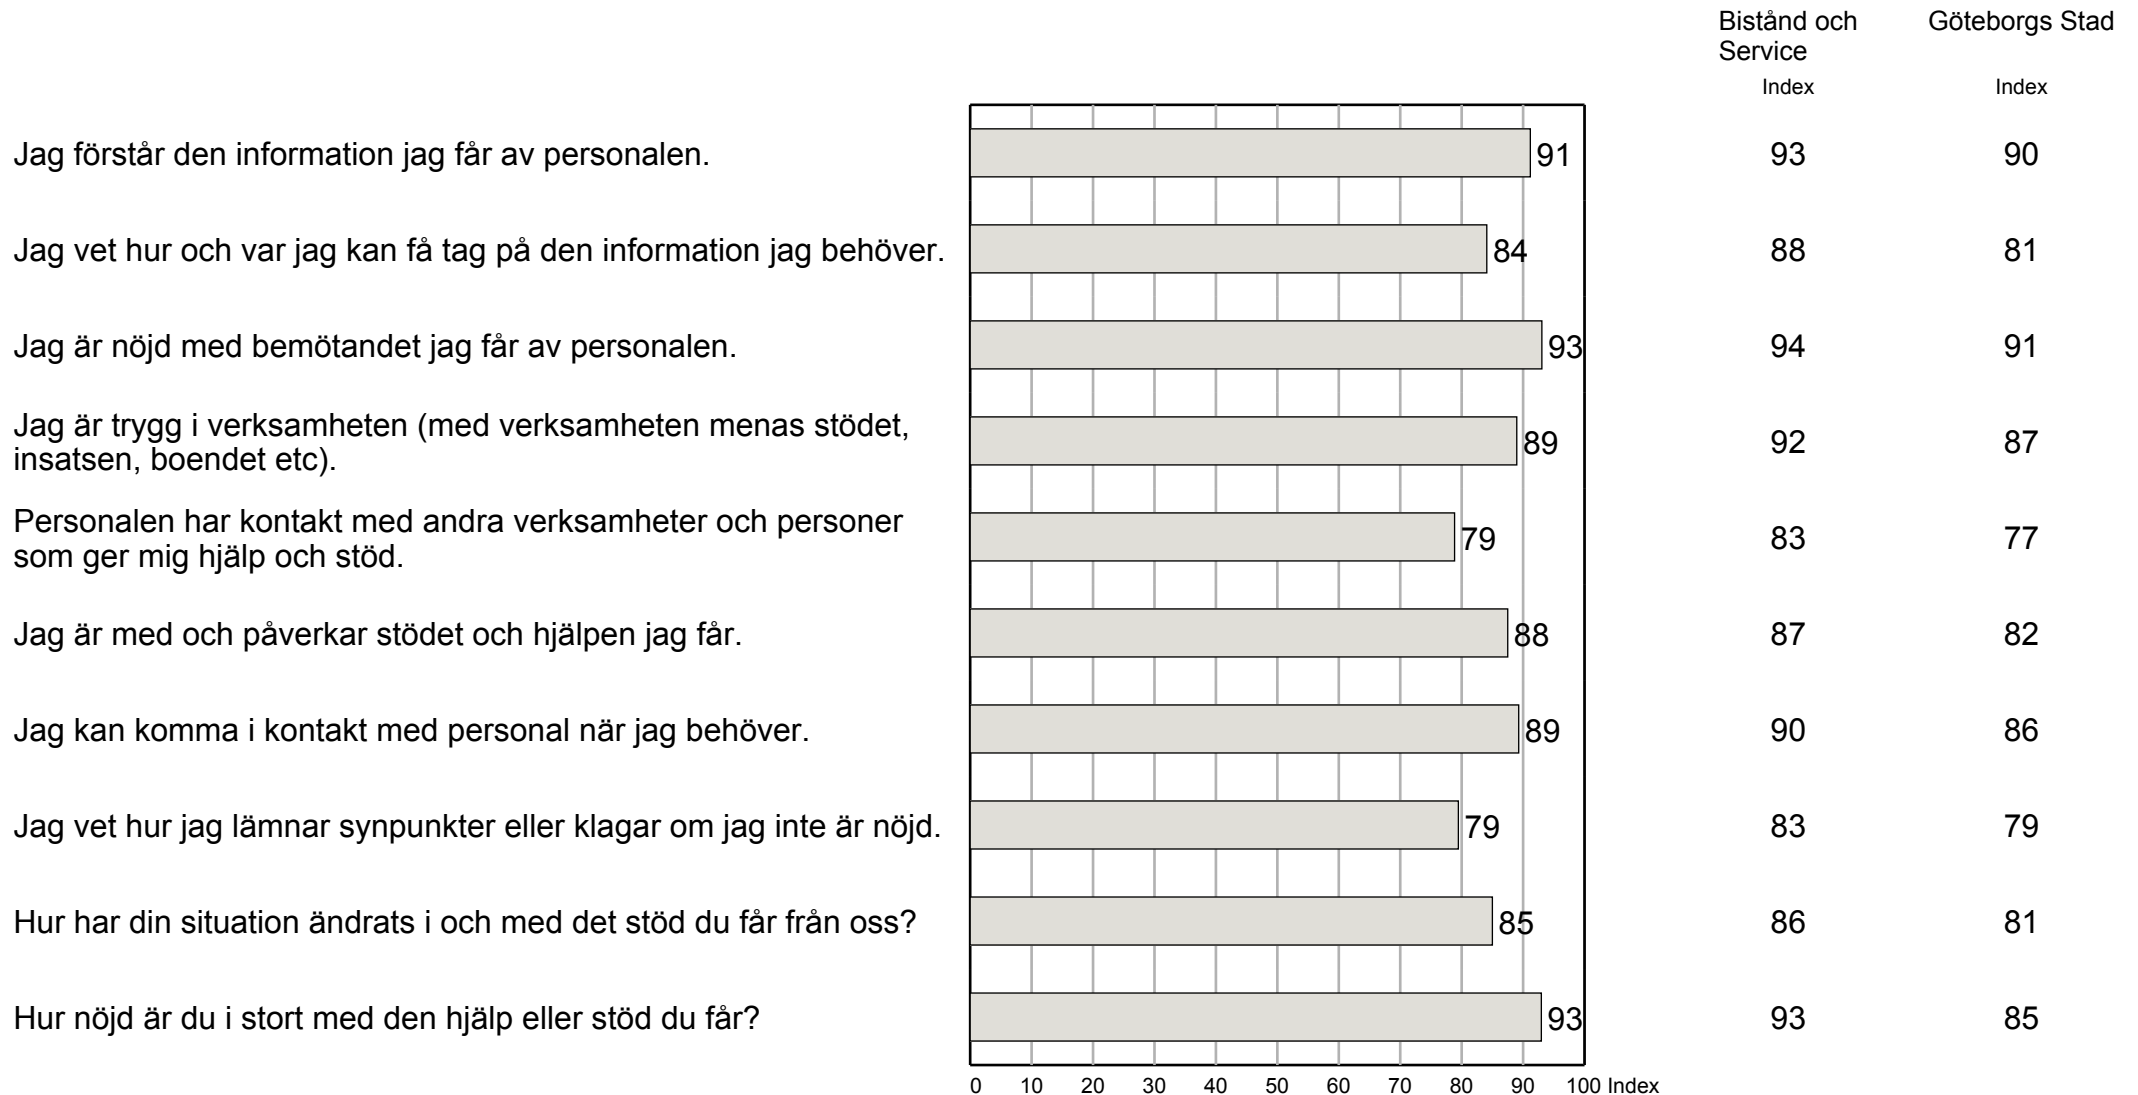 Bistånd och Göteborgs Stad
Service
Index Index
Jag förstår den information jag får av personalen. 91 93 90
Jag vet hur och var jag kan få tag på den information jag behöver. 84 88 81
Jag är nöjd med bemötandet jag får av personalen. 93 94 91
Jag är trygg i verksamheten (med verksamheten menas stödet,
insatsen, boendet etc). 89 92 87
Personalen har kontakt med andra verksamheter och personer
som ger mig hjälp och stöd. 79 83 77
Jag är med och påverkar stödet och hjälpen jag får. 88 87 82
Jag kan komma i kontakt med personal när jag behöver. 89 90 86
Jag vet hur jag lämnar synpunkter eller klagar om jag inte är nöjd. 79 83 79
Hur har din situation ändrats i och med det stöd du får från oss? 85 86 81
Hur nöjd är du i stort med den hjälp eller stöd du får? 93 93 85
0 10 20 30 40 50 60 70 80 90 100 Index